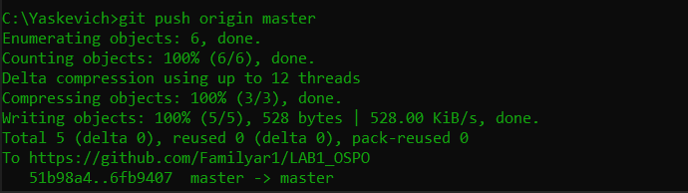 C:\Yaskevich>git push origin master
Enumerating objects: 6, done.
Counting objects: 100% (6/6), done.
Delta compression using up to 12 threads
Compressing objects: 100% (3/3), done.
Writing objects: 100% (5/5), 528 bytes | 528.00 KiB/s, done.
Total 5 (delta 0), reused 0 (delta 0), pack-reused 0
To https://github.com/Familyar1/LAB1_OSPO
   51b98a4..6fb9407  master -> master